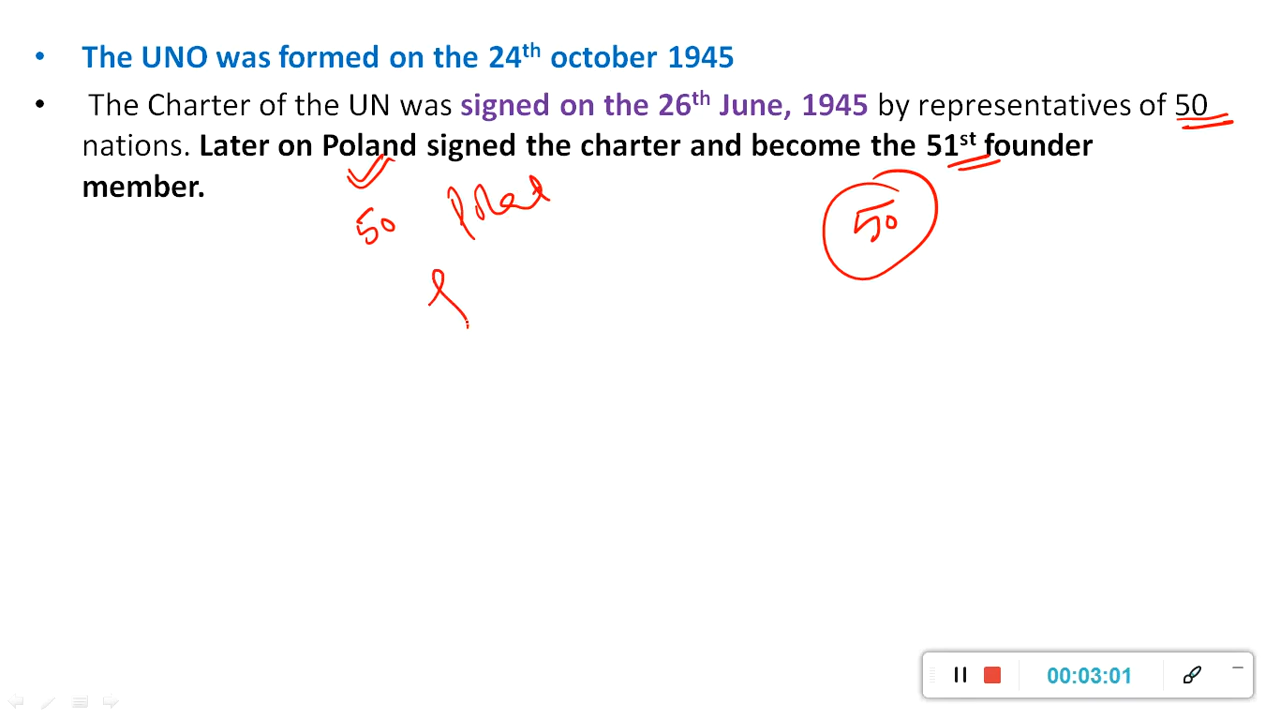 • The UNO was formed on the 24th october 1945
• The Charter of the UN was signed on the 26th June, 1945 by representatives of 50
nations. Later on Poland signed the charter and become the 51st founder
member.
50 50
00:03:01